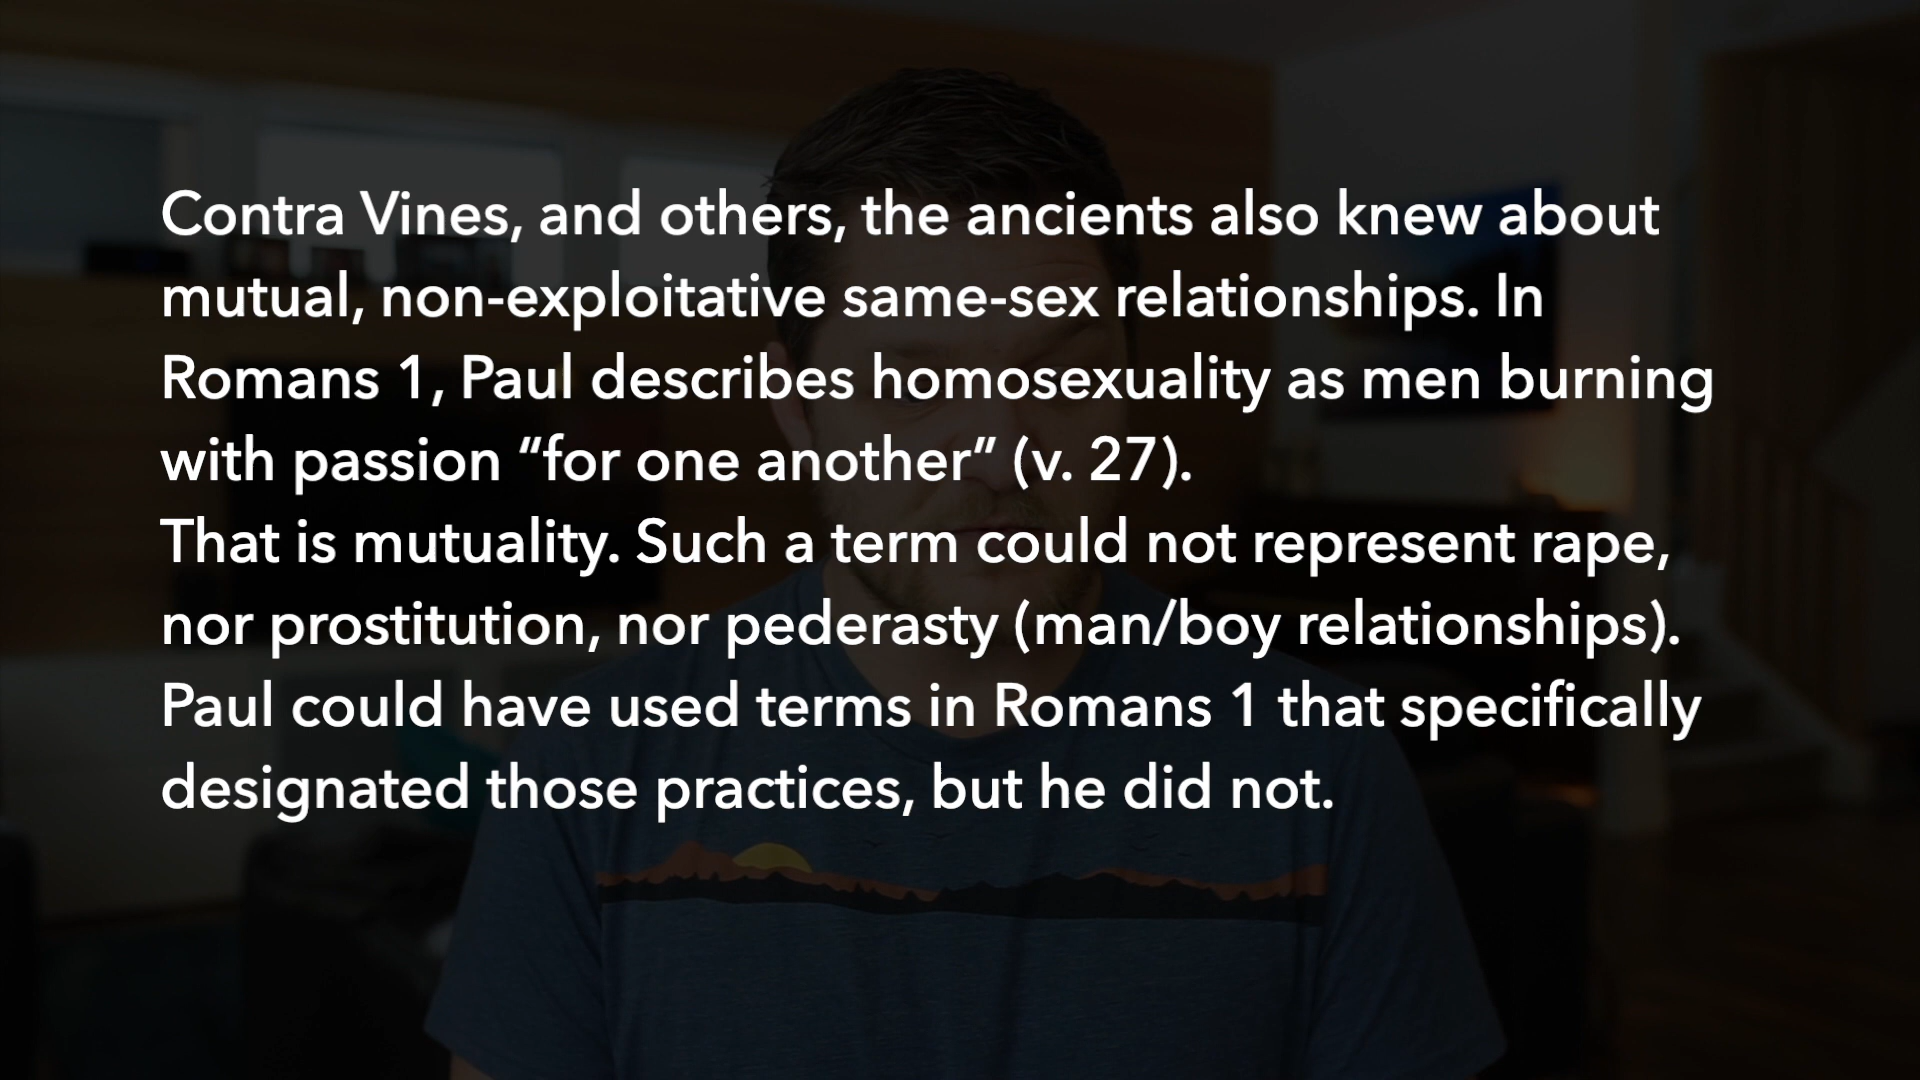 Contra Vines, and others, the ancients also knew about
mutual, non-exploitative same-sex relationships. In
Romans 1, Paul describes homosexuality as men burning
with passion “for one another” (v. 27).
That is mutuality. Such a term could not represent rape,
nor prostitution, nor pederasty (man/boy relationships).
Paul could have used terms in Romans 1 that specifically
designated those practices, but he did not.